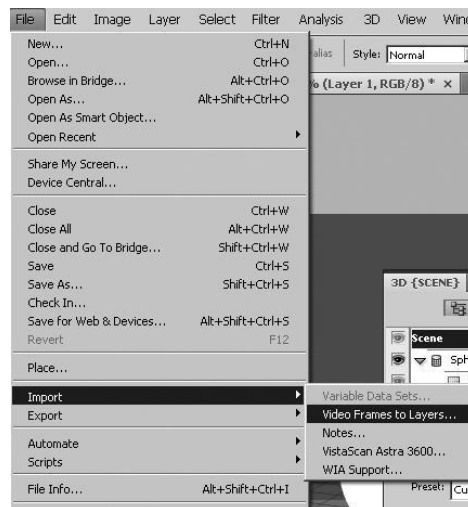 File Edit Image Layer Select Filter Analysis 3D View
New... Ctrl+N
Open... Ctrl+O
Browse in Bridge... Alt+Ctrl+O
Open As... Alt+Shift+Ctrl+O
Open As Smart Object...
Open Recent
Share My Screen...
Device Central...
Close Ctrl+W
Close All Alt+Ctrl+W
Close and Go To Bridge... Shift+Ctrl+W
Save Ctrl+S
Save As... Shift+Ctrl+S
Check In...
Save for Web & Devices... Alt+Shift+Ctrl+S
Revert F12
Place...
Import
Export
Automate
Scripts
File Info... Alt+Shift+Ctrl+I
Style: Normal
% (Layer 1, RGB/8) * ×
3D {SCENE}
Scene
Variable Data Sets...
Video Frames to Layers...
Notes...
VistaScan Astra 3600...
WIA Support...
Preset: